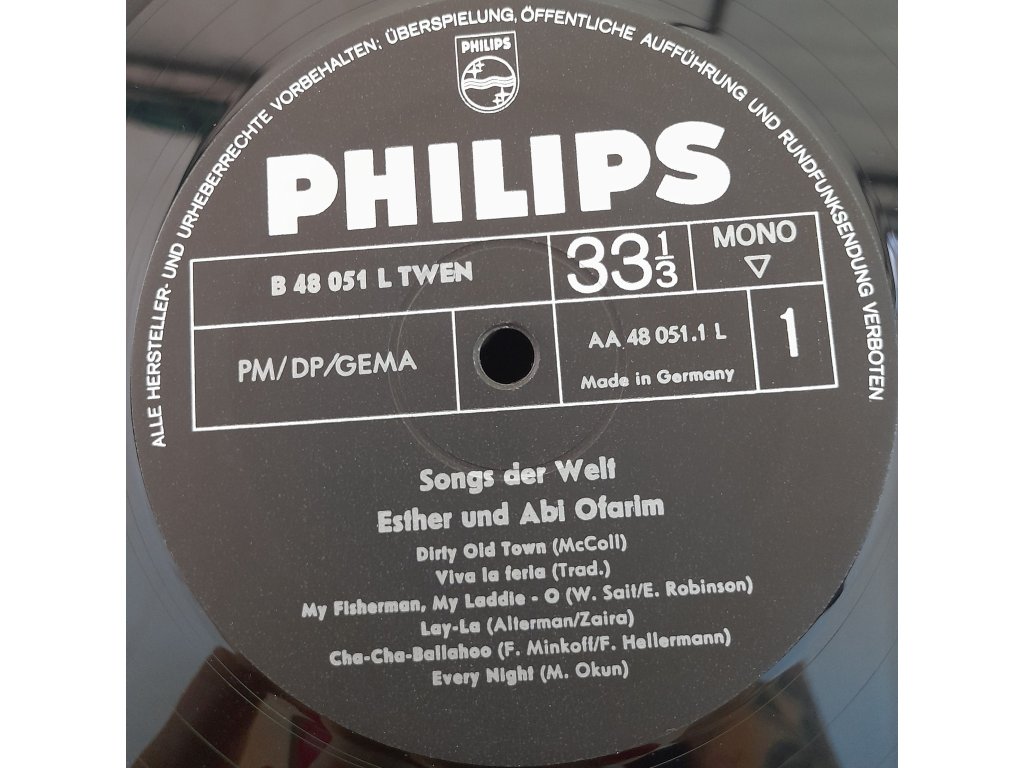 ALLE HERSTELLER- UND URHEBERRECHTE VORBEHALTEN; ÜBERSPIELUNG, ÖFFENTLICHE AUFFÜHRUNG UND RUNDFUNKSENDUNG VERBOTEN
PHILIPS
PHILIPS
B 48 051 L TWEN
33 1/3
MONO
PM/DP/GEMA
AA 48 051.1 L
Made in Germany
1
Songs der Welt
Esther und Abi Ofarim
Dirty Old Town (McColl)
Viva la feria (Trad.)
My Fisherman, My Laddie - O (W. Sait/E. Robinson)
Lay-La (Alterman/Zaira)
Cha-Cha-Ballahoo (F. Minkoff/F. Hellermann)
Every Night (M. Okun)